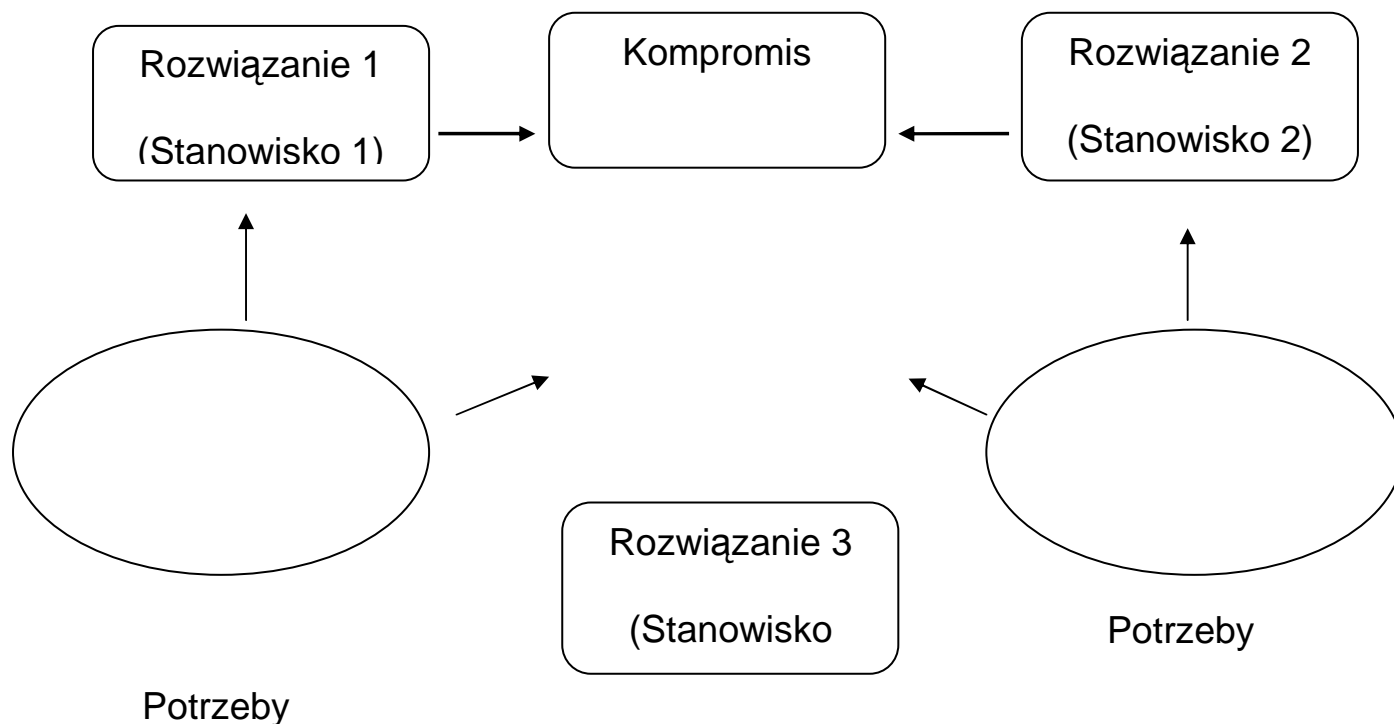 Rozwiązanie 1
(Stanowisko 1)
Kompromis
Rozwiązanie 2
(Stanowisko 2)
Rozwiązanie 3
(Stanowisko
Potrzeby
Potrzeby